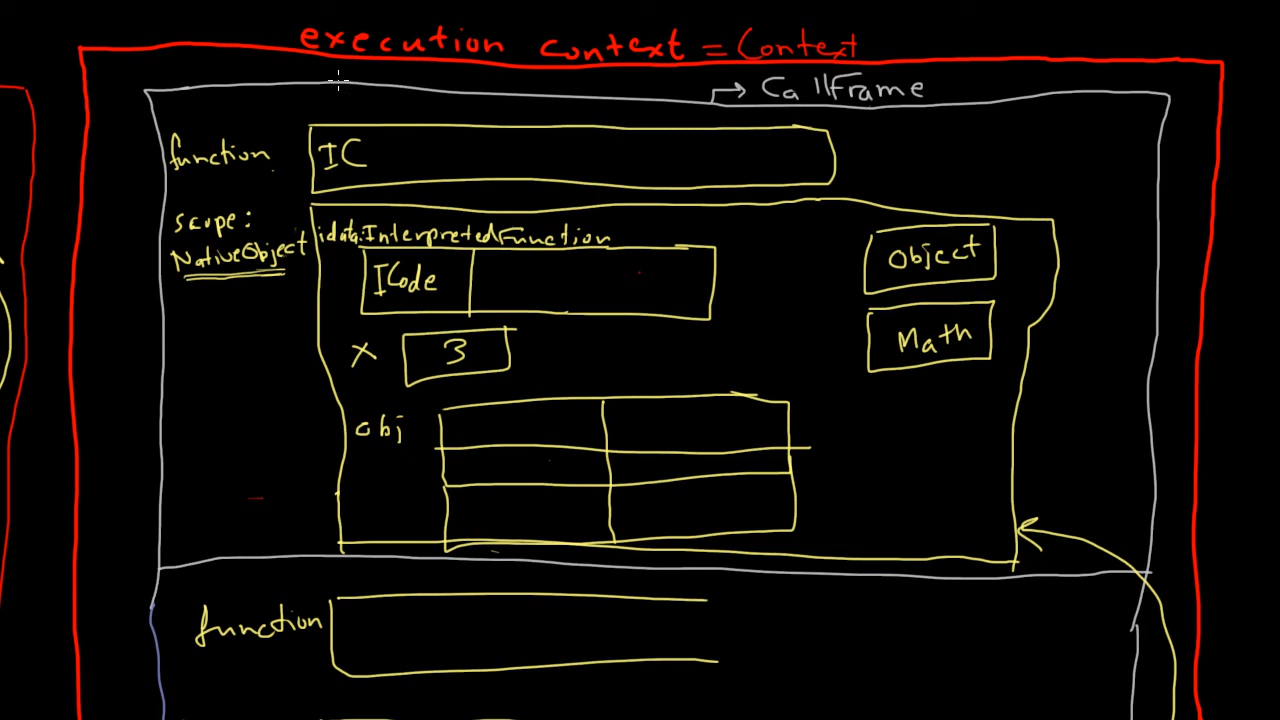 execution context = Context
CallFrame
function
IC
scope:
NativeObject
idata:InterpretedFunction
Object
ICode
Math
x
3
obj
function